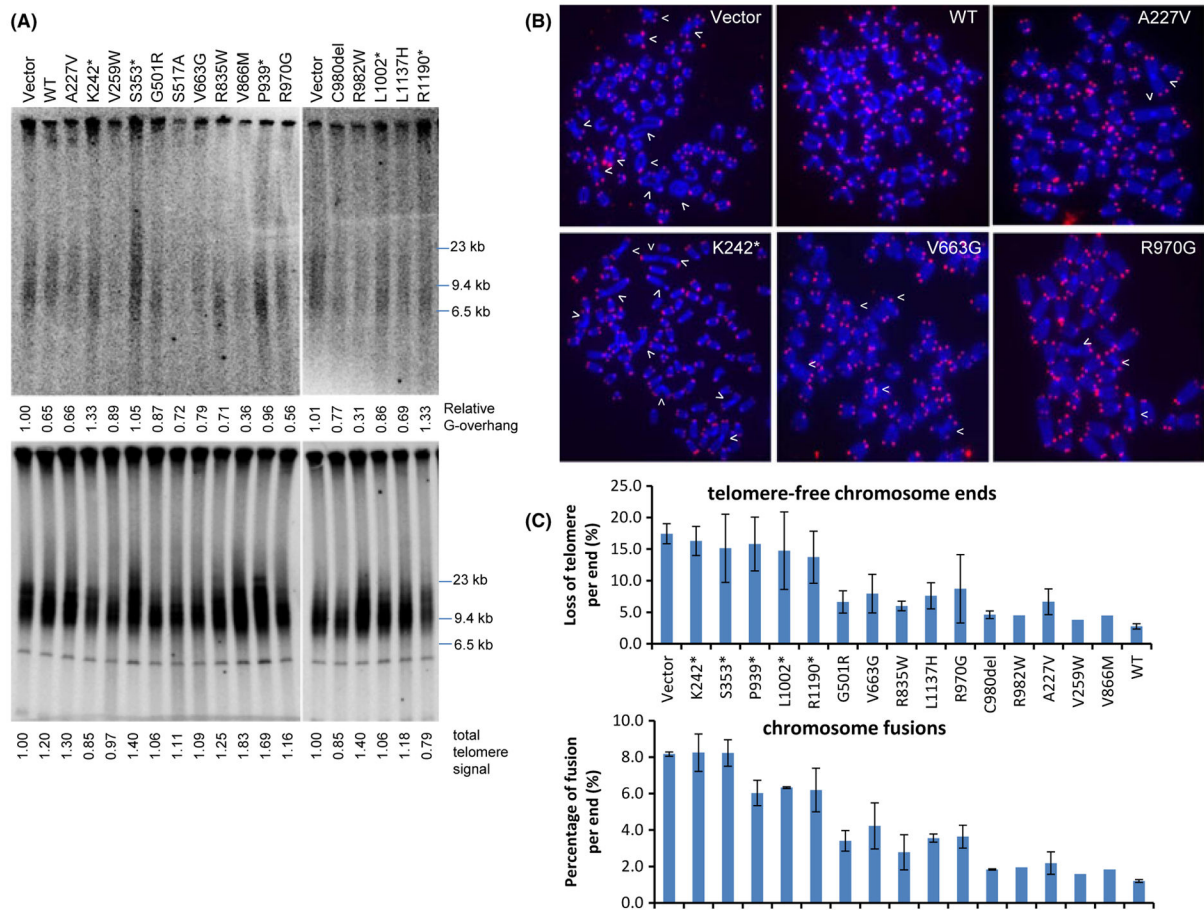 (A)
Vector WT A227V K242* V259W S353* G501R S517A V663G R835W V866M P939* R970G Vector C980del R982W L1002* L1137H R1190*
23 kb
9.4 kb
6.5 kb
1.00 0.65 0.66 1.33 0.89 1.05 0.87 0.72 0.79 0.71 0.36 0.96 0.56 1.01 0.77 0.31 0.86 0.69 1.33
Relative
G-overhang
23 kb
9.4 kb
6.5 kb
1.00 1.20 1.30 0.85 0.97 1.40 1.06 1.11 1.09 1.25 1.83 1.69 1.16 1.00 0.85 1.40 1.06 1.18 0.79
total
telomere
signal
(B)
Vector
WT
A227V
K242*
V663G
R970G
(C)
telomere-free chromosome ends
Loss of telomere
per end (%)
25.0
20.0
15.0
10.0
5.0
0.0
Vector K242* S353* P939* L1002* R1190* G501R V663G R835W L1137H R970G C980del R982W A227V V259W V866M WT
chromosome fusions
Percentage of fusion
per end (%)
10.0
8.0
6.0
4.0
2.0
0.0